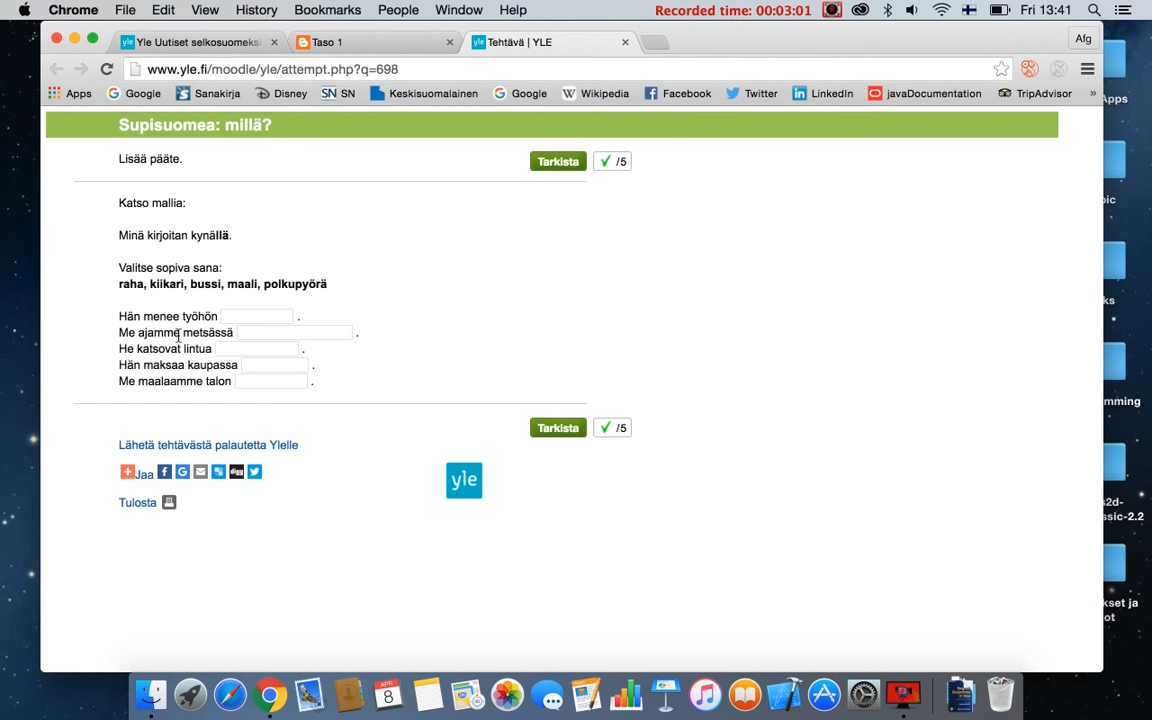 Chrome File Edit View History Bookmarks People Window Help Recorded time: 00:03:01 Fri 13:41
Yle Uutiset selkosuomeksi Taso 1 Tehtävä | YLE Afg
www.yle.fi/moodle/yle/attempt.php?q=698
Apps Google Sanakirja Disney SN SN Keskisuomalainen Google Wikipedia Facebook Twitter LinkedIn javaDocumentation TripAdvisor »
Apps
Supisuomea: millä?
Lisää pääte. Tarkista /5
Katso mallia:
Minä kirjoitan kynällä.
Valitse sopiva sana:
raha, kiikari, bussi, maali, polkupyörä
Hän menee työhön .
Me ajamme metsässä .
He katsovat lintua .
Hän maksaa kaupassa .
Me maalaamme talon .
Tarkista /5
Lähetä tehtävästä palautetta Ylelle
Jaa digg
yle
Tulosta
APR
8